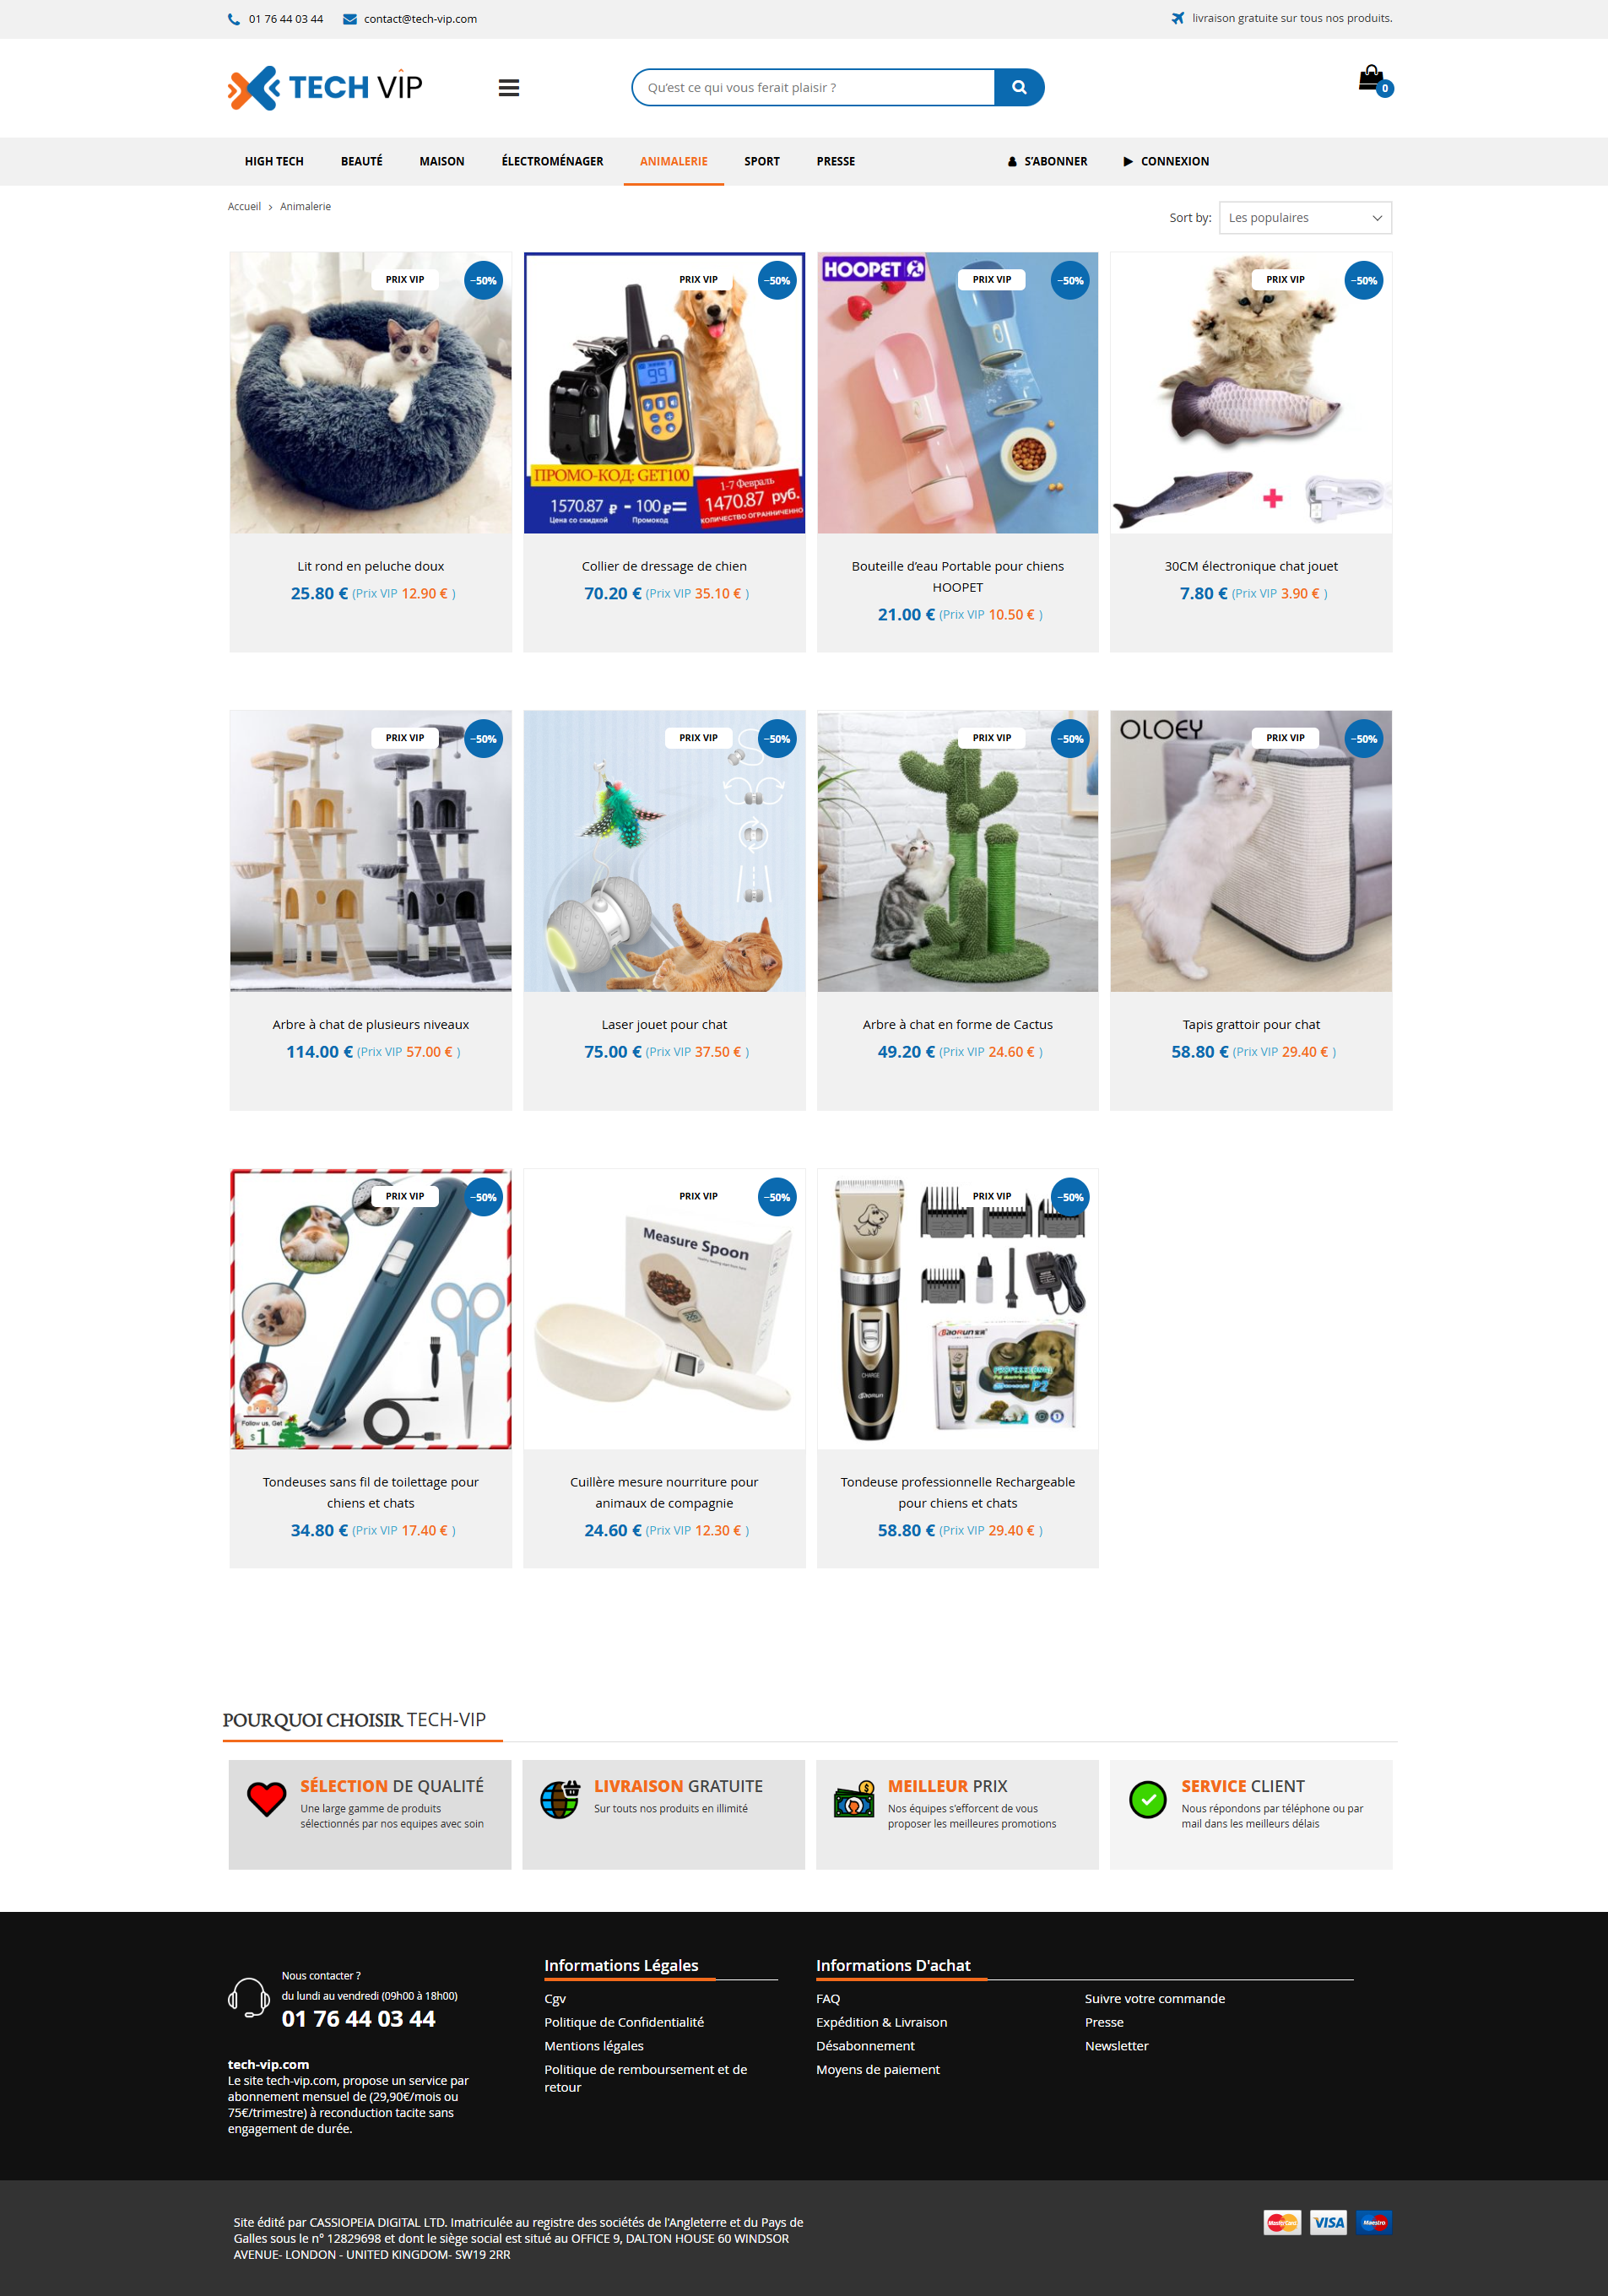 01 76 44 03 44 contact@tech-vip.com livraison gratuite sur tous nos produits.
TECH VIP
Qu'est ce qui vous ferait plaisir ?
0
HIGH TECH BEAUTÉ MAISON ÉLECTROMÉNAGER ANIMALERIE SPORT PRESSE S'ABONNER CONNEXION
Accueil > Animalerie
Sort by: Les populaires
PRIX VIP -50%
PRIX VIP -50%
99
ПРОМО-КОД: GET100
1570.87 ₽ - 100 ₽ =
Цена со скидкой Промокод
1-7 Февраль
1470.87 руб.
КОЛИЧЕСТВО ОГРАНИЧЕННО
HOOPET
PRIX VIP -50%
PRIX VIP -50%
Lit rond en peluche doux
25.80 € (Prix VIP 12.90 € )
Collier de dressage de chien
70.20 € (Prix VIP 35.10 € )
Bouteille d'eau Portable pour chiens
HOOPET
21.00 € (Prix VIP 10.50 € )
30CM électronique chat jouet
7.80 € (Prix VIP 3.90 € )
PRIX VIP -50%
PRIX VIP -50%
PRIX VIP -50%
OLOEY
PRIX VIP -50%
Arbre à chat de plusieurs niveaux
114.00 € (Prix VIP 57.00 € )
Laser jouet pour chat
75.00 € (Prix VIP 37.50 € )
Arbre à chat en forme de Cactus
49.20 € (Prix VIP 24.60 € )
Tapis grattoir pour chat
58.80 € (Prix VIP 29.40 € )
PRIX VIP -50%
Follow us, Get
$1
PRIX VIP -50%
Measure Spoon
PRIX VIP -50%
CHARGE
BAORUN
PROFESSIONAL
P2
Tondeuses sans fil de toilettage pour
chiens et chats
34.80 € (Prix VIP 17.40 € )
Cuillère mesure nourriture pour
animaux de compagnie
24.60 € (Prix VIP 12.30 € )
Tondeuse professionnelle Rechargeable
pour chiens et chats
58.80 € (Prix VIP 29.40 € )
POURQUOI CHOISIR TECH-VIP
SÉLECTION DE QUALITÉ
Une large gamme de produits
sélectionnés par nos equipes avec soin
LIVRAISON GRATUITE
Sur touts nos produits en illimité
MEILLEUR PRIX
Nos équipes s'efforcent de vous
proposer les meilleures promotions
SERVICE CLIENT
Nous répondons par téléphone ou par
mail dans les meilleurs délais
Nous contacter ?
du lundi au vendredi (09h00 à 18h00)
01 76 44 03 44
tech-vip.com
Le site tech-vip.com, propose un service par
abonnement mensuel de (29,90€/mois ou
75€/trimestre) à reconduction tacite sans
engagement de durée.
Informations Légales
Cgv
Politique de Confidentialité
Mentions légales
Politique de remboursement et de
retour
Informations D'achat
FAQ
Expédition & Livraison
Désabonnement
Moyens de paiement
Suivre votre commande
Presse
Newsletter
Site édité par CASSIOPEIA DIGITAL LTD. Imatriculée au registre des sociétés de l'Angleterre et du Pays de
Galles sous le n° 12829698 et dont le siège social est situé au OFFICE 9, DALTON HOUSE 60 WINDSOR
AVENUE- LONDON - UNITED KINGDOM- SW19 2RR
MasterCard VISA Maestro